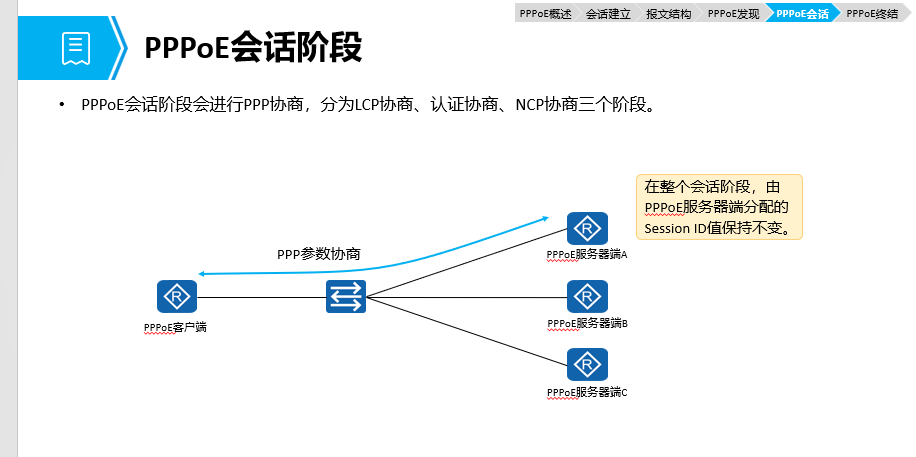 PPPoE概述 会话建立 报文结构 PPPoE发现 PPPoE会话 PPPoE终结
PPPoE会话阶段
• PPPoE会话阶段会进行PPP协商，分为LCP协商、认证协商、NCP协商三个阶段。
在整个会话阶段，由
PPPoE服务器端分配的
Session ID值保持不变。
PPP参数协商
R
PPPoE服务器端A
R
PPPoE客户端
R
PPPoE服务器端B
R
PPPoE服务器端C